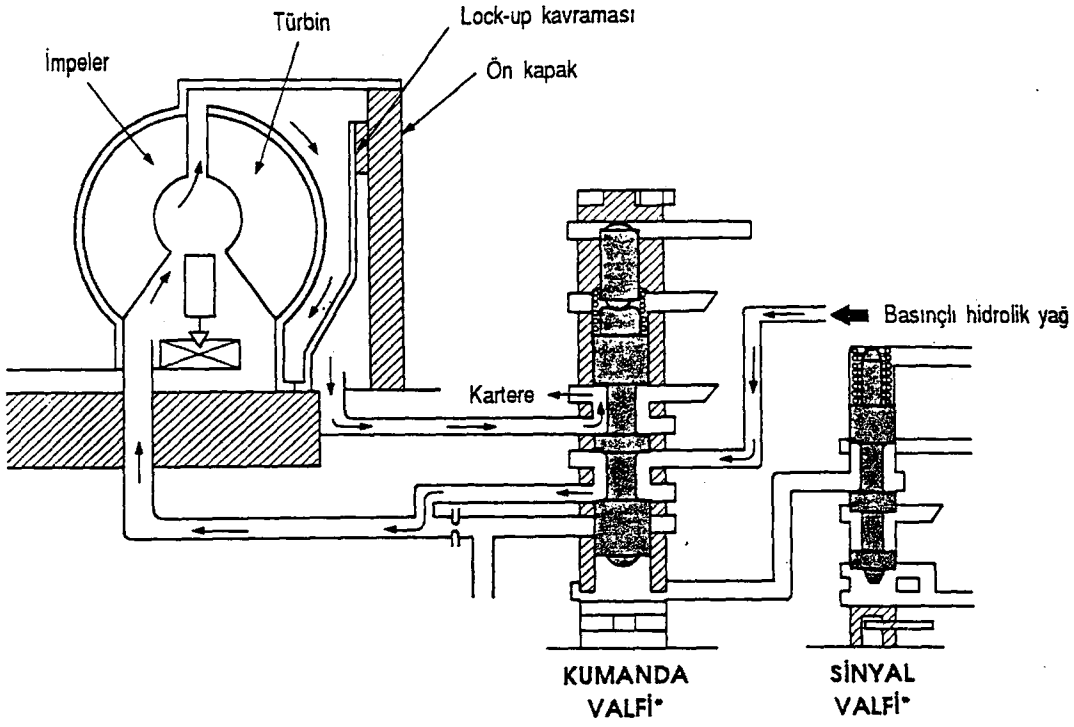 Lock-up kavraması
Türbin
İmpeler
Ön kapak
Basınçlı hidrolik yağ
Kartere
KUMANDA
VALFİ*
SİNYAL
VALFİ*